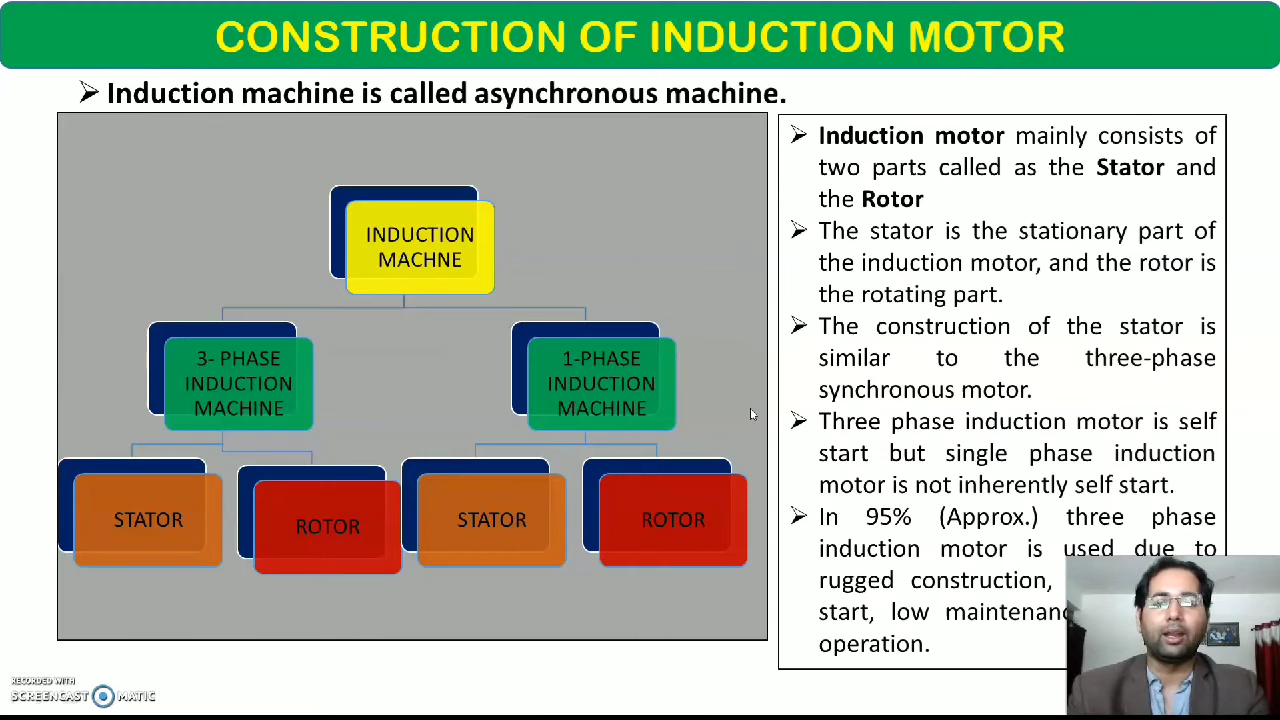 CONSTRUCTION OF INDUCTION MOTOR
➢ Induction machine is called asynchronous machine.
INDUCTION
MACHNE
3- PHASE
INDUCTION
MACHINE
1-PHASE
INDUCTION
MACHINE
STATOR
ROTOR
STATOR
ROTOR
➢ Induction motor mainly consists of
two parts called as the Stator and
the Rotor
➢ The stator is the stationary part of
the induction motor, and the rotor is
the rotating part.
➢ The construction of the stator is
similar to the three-phase
synchronous motor.
➢ Three phase induction motor is self
start but single phase induction
motor is not inherently self start.
➢ In 95% (Approx.) three phase
induction motor is used due to
rugged construction,
start, low
operation.
RECORDED WITH
SCREENCAST MATIC